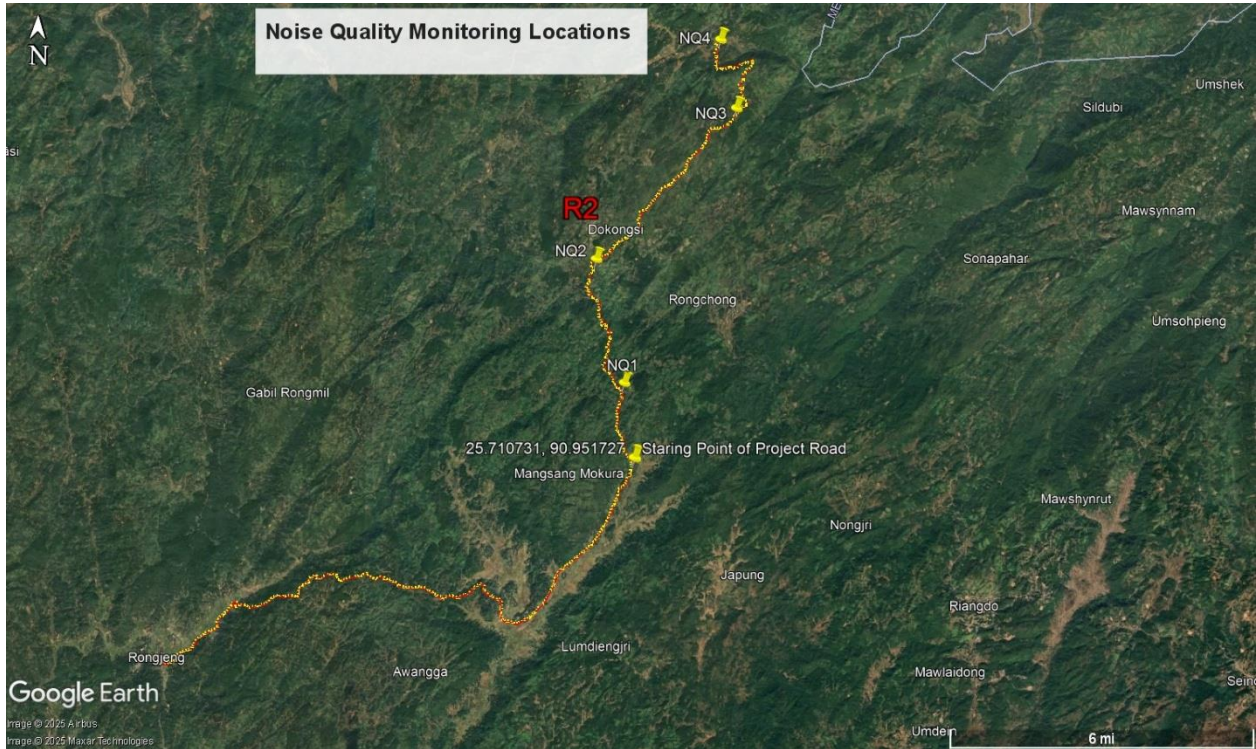 N
Noise Quality Monitoring Locations
NQ4
Umshek
NQ3
Sildubi
R2
Mawsynnam
Dokongsi
NQ2
Sonapahar
Rongchong
Umsohpieng
NQ1
Gabil Rongmil
25.710731, 90.951727 Staring Point of Project Road
Mangsang Mokura
Mawshynrut
Nongjri
Japung
Riangdo
Lumdiengjri
Rongjeng
Awangga
Mawlaidong
Google Earth
Image © 2025 Airbus
Image © 2025 Maxar Technologies
6 mi